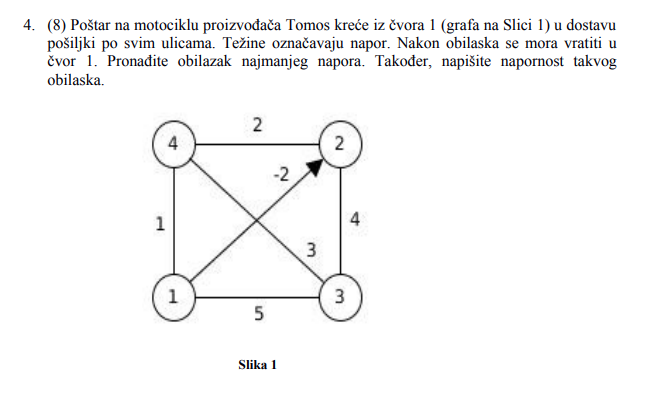 4. (8) Poštar na motociklu proizvođača Tomos kreće iz čvora 1 (grafa na Slici 1) u dostavu
pošiljki po svim ulicama. Težine označavaju napor. Nakon obilaska se mora vratiti u
čvor 1. Pronađite obilazak najmanjeg napora. Također, napišite napornost takvog
obilaska.
2
4
2
-2
1
4
3
1
3
5
Slika 1